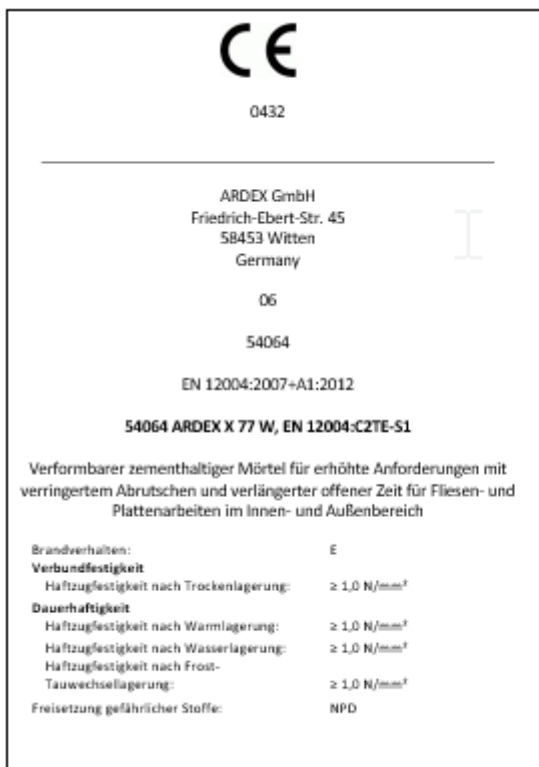 CE
0432
ARDEX GmbH
Friedrich-Ebert-Str. 45
58453 Witten
Germany
06
54064
EN 12004:2007+A1:2012
54064 ARDEX X 77 W, EN 12004:C2TE-S1
Verformbarer zementhaltiger Mörtel für erhöhte Anforderungen mit
verringertem Abrutschen und verlängerter offener Zeit für Fliesen- und
Plattenarbeiten im Innen- und Außenbereich
Brandverhalten: E
Verbundfestigkeit
Haftzugfestigkeit nach Trockenlagerung: ≥ 1,0 N/mm²
Dauerhaftigkeit
Haftzugfestigkeit nach Warmlagerung: ≥ 1,0 N/mm²
Haftzugfestigkeit nach Wasserlagerung: ≥ 1,0 N/mm²
Haftzugfestigkeit nach Frost-
Tauwechsellagerung: ≥ 1,0 N/mm²
Freisetzung gefährlicher Stoffe: NPD